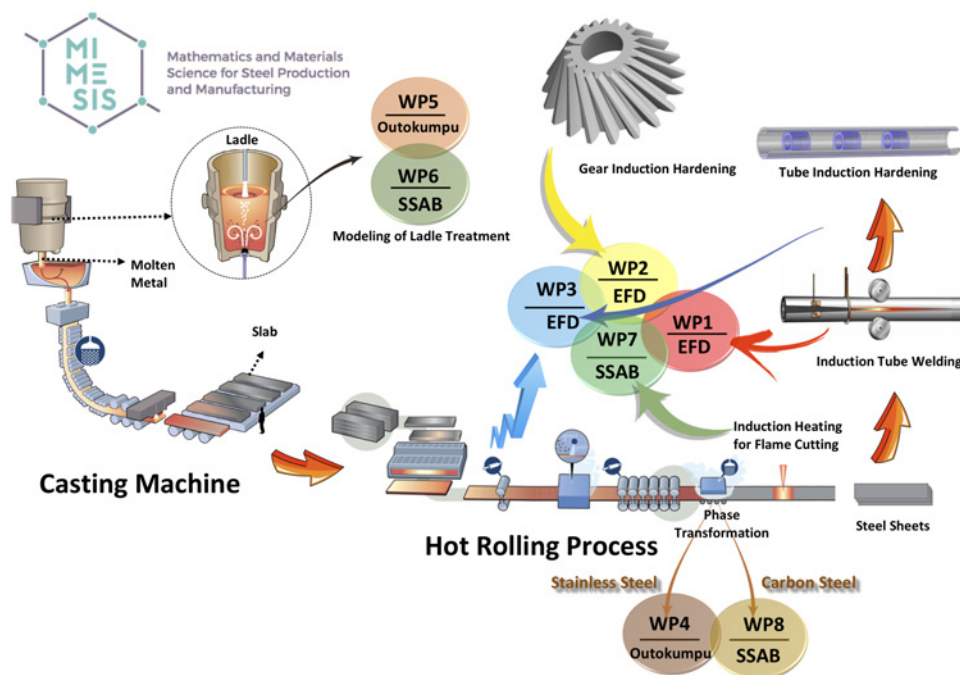 MI
ME
SIS
Mathematics and Materials
Science for Steel Production
and Manufacturing
Ladle
WP5
Outokumpu
WP6
SSAB
Modeling of Ladle Treatment
Gear Induction Hardening
Tube Induction Hardening
Molten
Metal
WP2
EFD
WP3
EFD
WP1
EFD
WP7
SSAB
Slab
Induction Tube Welding
Induction Heating
for Flame Cutting
Casting Machine
Steel Sheets
Phase
Transformation
Hot Rolling Process
Stainless Steel
Carbon Steel
WP4
Outokumpu
WP8
SSAB